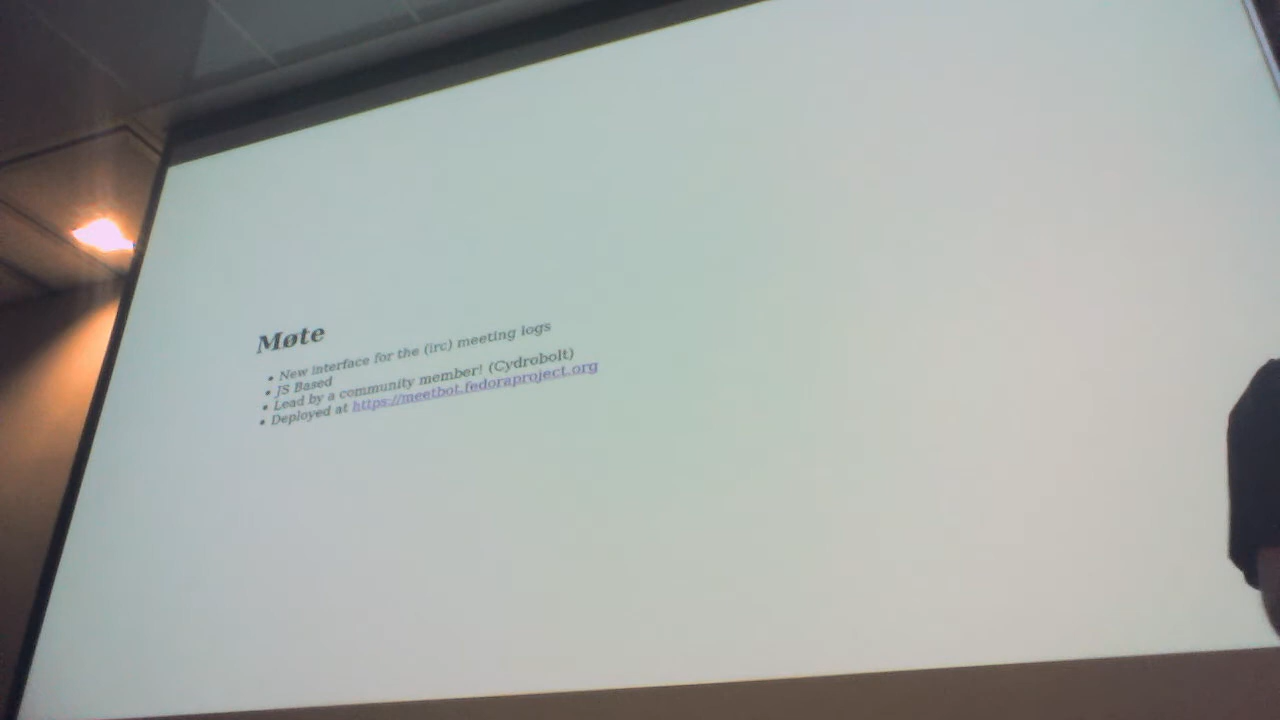 Møte
• New interface for the (irc) meeting logs
• JS Based
• Lead by a community member! (Cydrobolt)
• Deployed at https://meetbot.fedoraproject.org